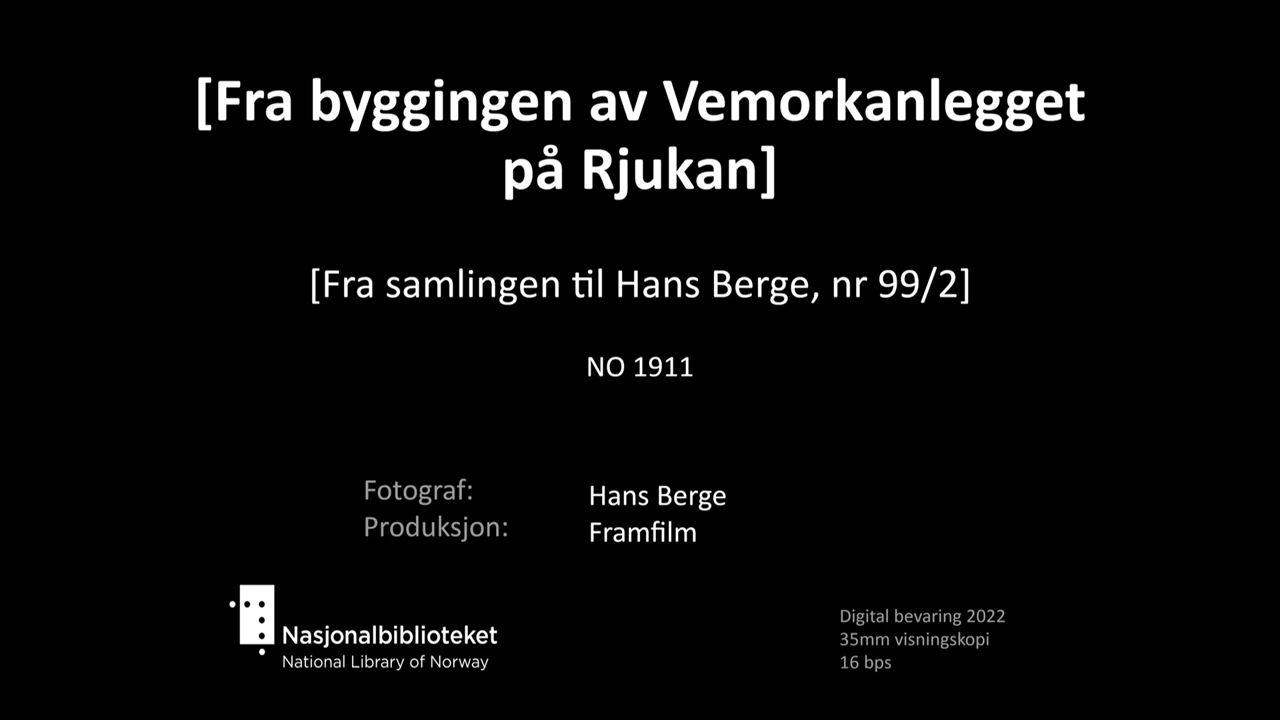 [Fra byggingen av Vemorkanlegget
på Rjukan]
[Fra samlingen til Hans Berge, nr 99/2]
NO 1911
Fotograf: Hans Berge
Produksjon: Framfilm
Nasjonalbiblioteket
National Library of Norway
Digital bevaring 2022
35mm visningskopi
16 bps